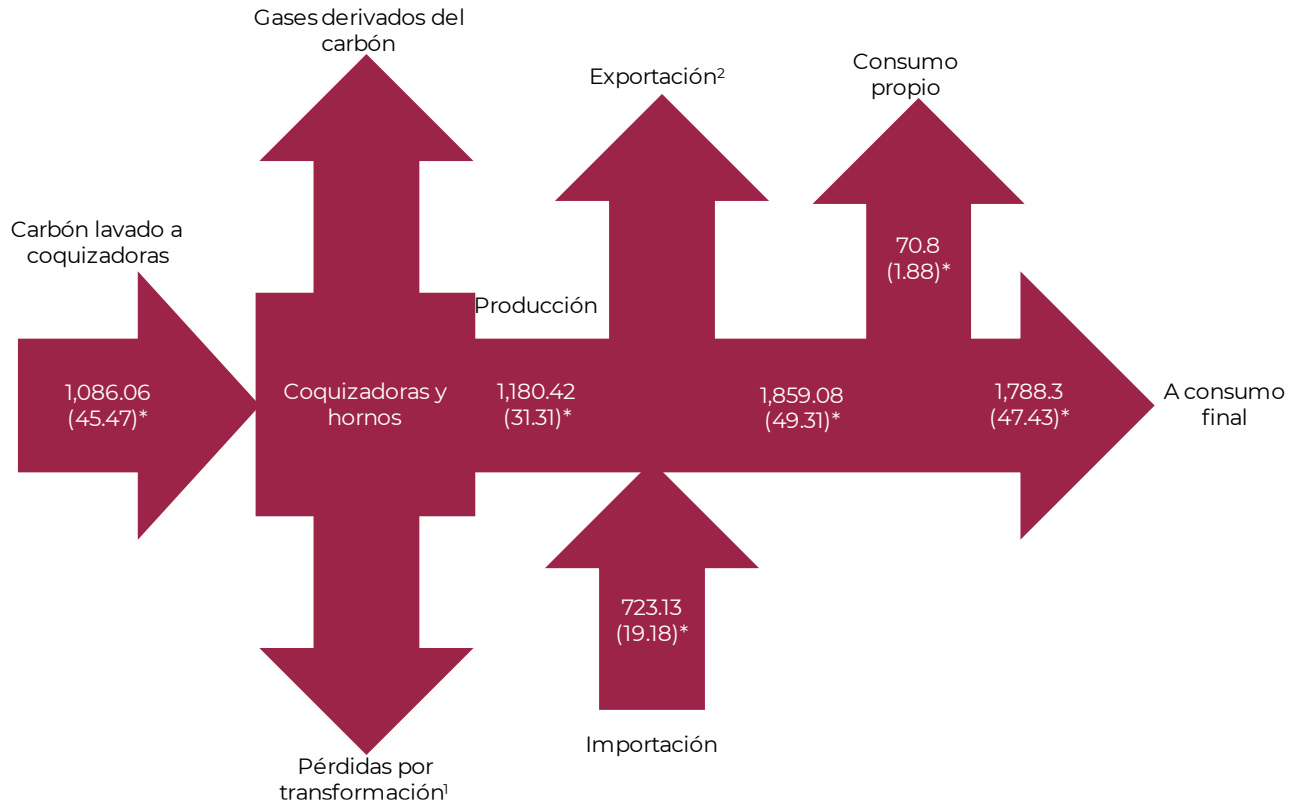 Gases derivados del
carbón
Exportación²
Consumo
propio
Carbón lavado a
coquizadoras
70.8
(1.88)*
Producción
1,086.06
(45.47)*
Coquizadoras y
hornos
1,180.42
(31.31)*
1,859.08
(49.31)*
1,788.3
(47.43)*
A consumo
final
723.13
(19.18)*
Importación
Pérdidas por
transformación¹